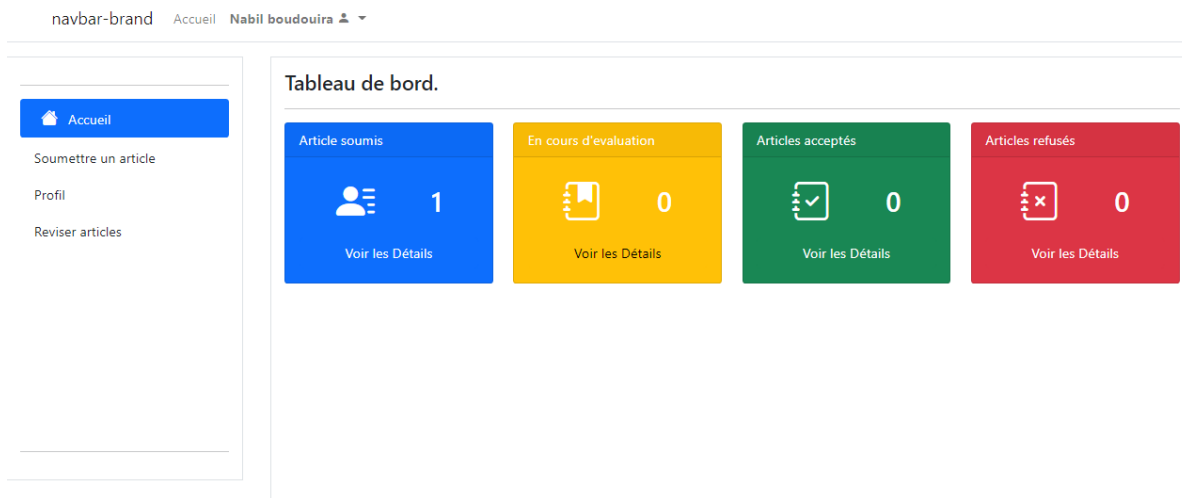 navbar-brand Accueil Nabil boudouira
Accueil
Soumettre un article
Profil
Reviser articles
Tableau de bord.
Article soumis
1
Voir les Détails
En cours d'evaluation
0
Voir les Détails
Articles acceptés
0
Voir les Détails
Articles refusés
0
Voir les Détails